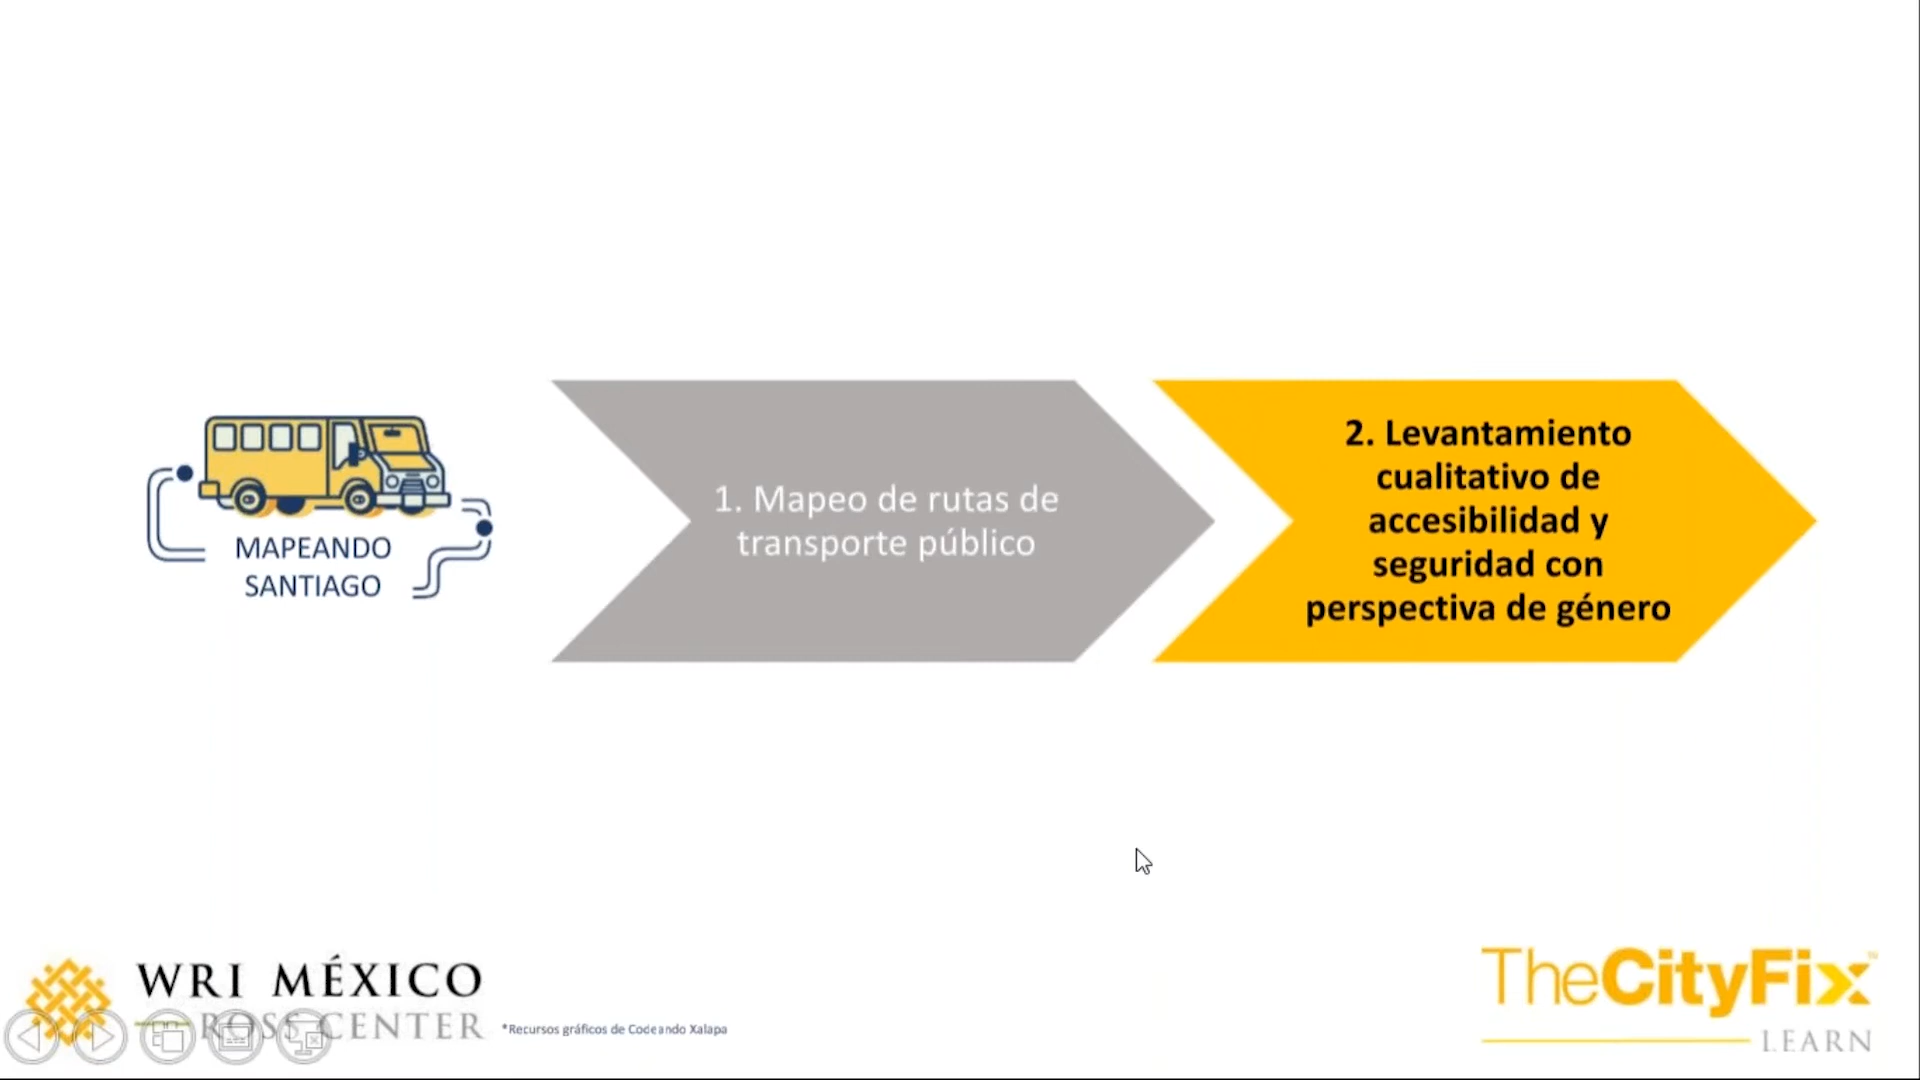 MAPEANDO
SANTIAGO
1. Mapeo de rutas de
transporte público
2. Levantamiento
cualitativo de
accesibilidad y
seguridad con
perspectiva de género
WRI MÉXICO
ROSS CENTER
*Recursos gráficos de Codeando Xalapa
TheCityFix™
LEARN